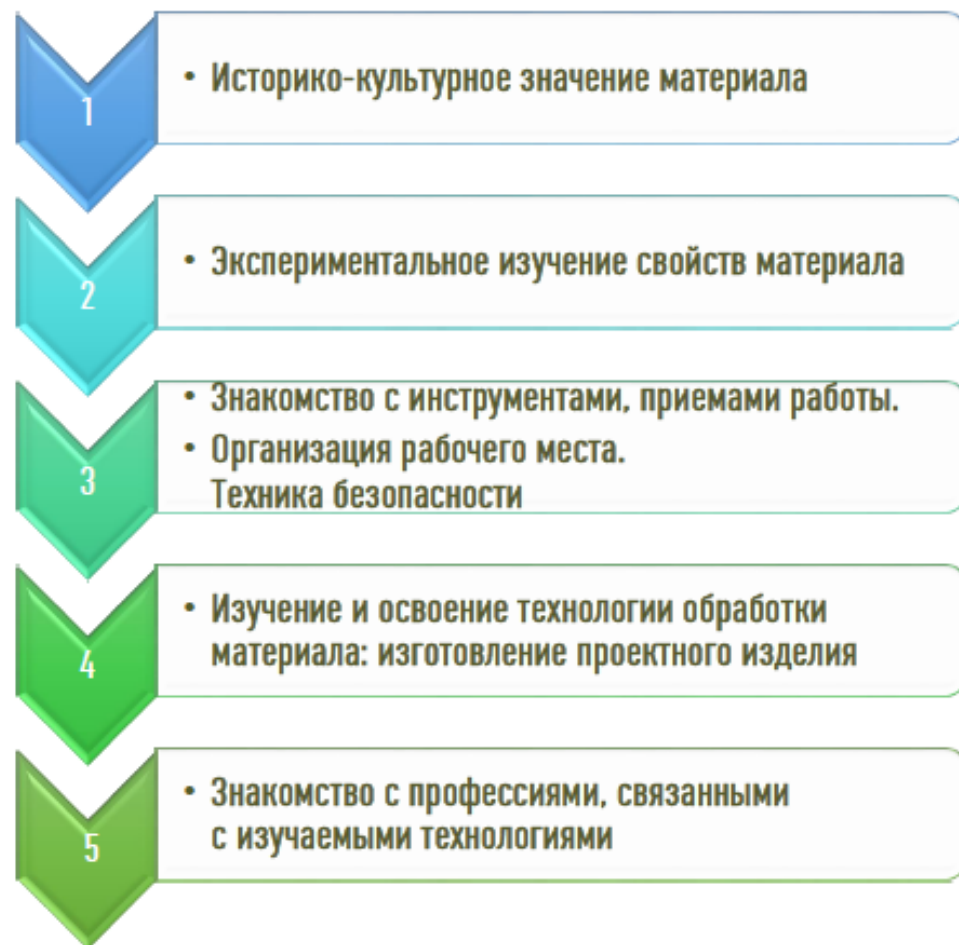 1
• Историко-культурное значение материала
2
• Экспериментальное изучение свойств материала
3
• Знакомство с инструментами, приемами работы.
• Организация рабочего места.
Техника безопасности
4
• Изучение и освоение технологии обработки
материала: изготовление проектного изделия
5
• Знакомство с профессиями, связанными
с изучаемыми технологиями